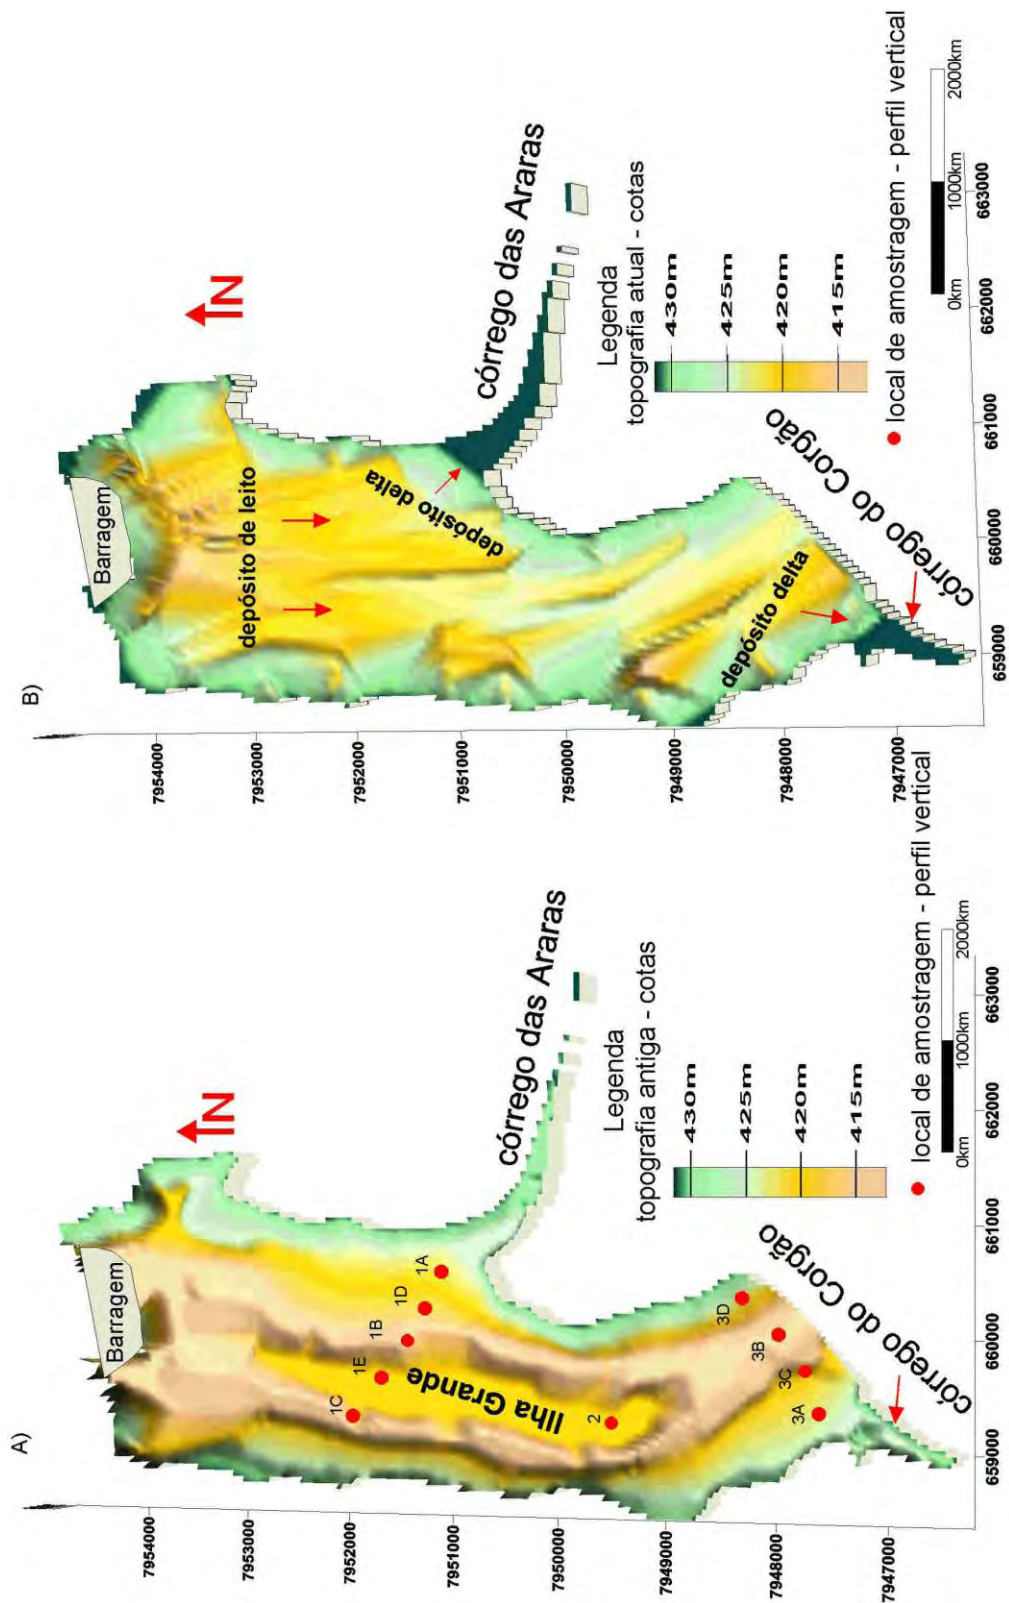 A)
Barragem
N
7954000
7953000
7952000
7951000
7950000
7949000
7948000
7947000
659000
660000
661000
662000
663000
1C
1E
1B
1D
1A
Ilha Grande
2
3A
3C
3B
3D
córrego das Araras
córrego do Corgão
Legenda
topografia antiga - cotas
430m
425m
420m
415m
local de amostragem - perfil vertical
0km
1000km
2000km
B)
Barragem
N
7954000
7953000
7952000
7951000
7950000
7949000
7948000
7947000
659000
660000
661000
662000
663000
depósito de leito
depósito delta
depósito delta
córrego das Araras
córrego do Corgão
Legenda
topografia atual - cotas
430m
425m
420m
415m
local de amostragem - perfil vertical
0km
1000km
2000km